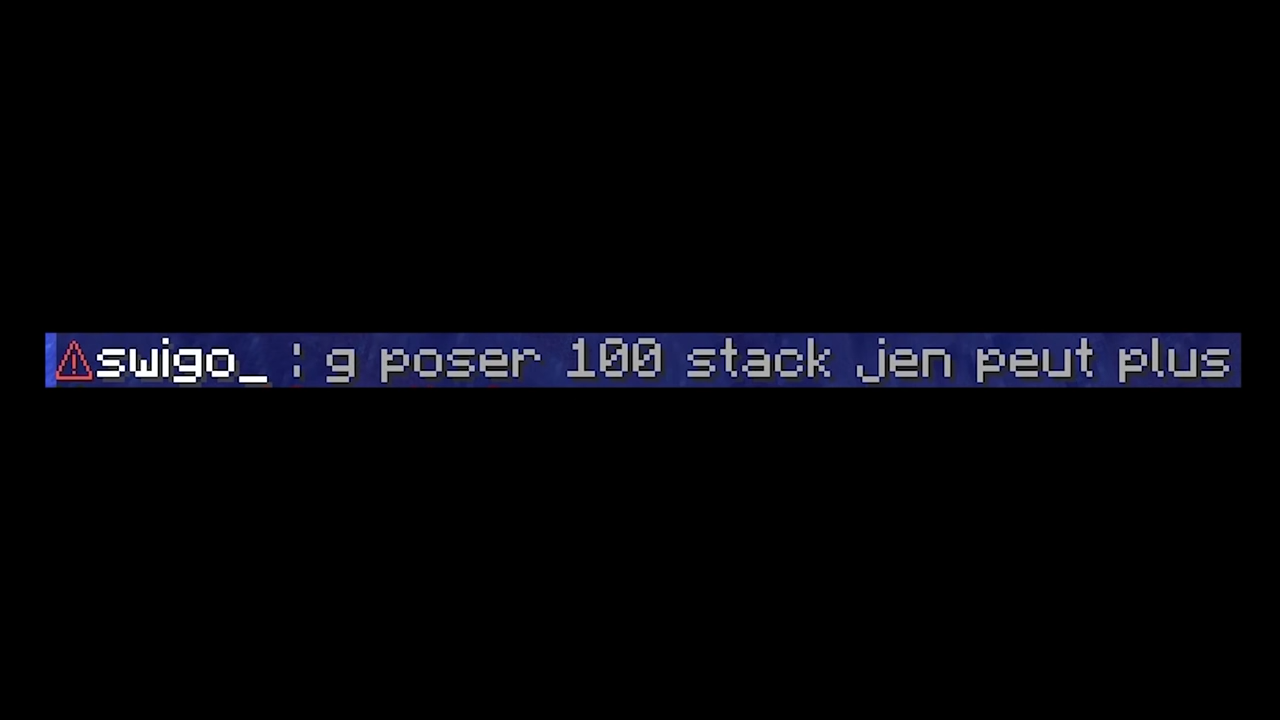 ⚠swigo_ : g poser 100 stack jen peut plus